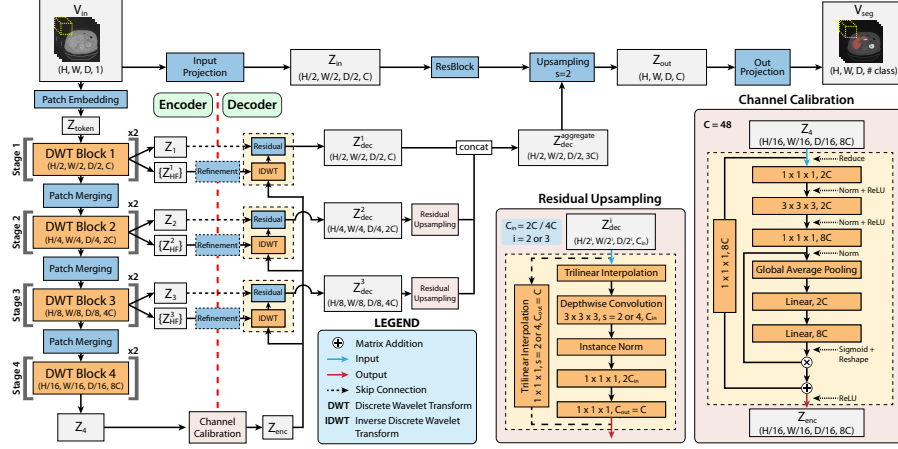 V_in
(H, W, D, 1)
Input
Projection
Z_in
(H/2, W/2, D/2, C)
ResBlock
Upsampling
s=2
Z_out
(H, W, D, C)
Out
Projection
V_seg
(H, W, D, # class)
Patch Embedding
Z_token
Encoder
Decoder
Stage 1
x2
DWT Block 1
(H/2, W/2, D/2, C)
Z_1
{Z^1_HF}
Refinement
Residual
IDWT
Z^1_dec
(H/2, W/2, D/2, C)
concat
Z^aggregate_dec
(H/2, W/2, D/2, 3C)
Patch Merging
Stage 2
x2
DWT Block 2
(H/4, W/4, D/4, 2C)
Z_2
{Z^2_HF}
Refinement
Residual
IDWT
Z^2_dec
(H/4, W/4, D/4, 2C)
Residual
Upsampling
Patch Merging
Stage 3
x2
DWT Block 3
(H/8, W/8, D/8, 4C)
Z_3
{Z^3_HF}
Refinement
Residual
IDWT
Z^3_dec
(H/8, W/8, D/8, 4C)
Residual
Upsampling
Patch Merging
Stage 4
x2
DWT Block 4
(H/16, W/16, D/16, 8C)
Z_4
Channel
Calibration
Z_enc
LEGEND
Matrix Addition
Input
Output
Skip Connection
DWT Discrete Wavelet Transform
IDWT Inverse Discrete Wavelet
Transform
Residual Upsampling
C_in = 2C / 4C
i = 2 or 3
Z^i_dec
(H/2^i, W/2^i, D/2^i, C_in)
Trilinear Interpolation
Depthwise Convolution
3 x 3 x 3, s = 2 or 4, C_in
Instance Norm
1 x 1 x 1, 2C_in
1 x 1 x 1, C_out = C
Trilinear Interpolation
1 x 1 x 1, s = 2 or 4, C_out = C
Channel Calibration
C = 48
Z_4
(H/16, W/16, D/16, 8C)
Reduce
1 x 1 x 1, 2C
Norm + ReLU
3 x 3 x 3, 2C
Norm + ReLU
1 x 1 x 1, 8C
Norm
Global Average Pooling
Linear, 2C
Linear, 8C
Sigmoid +
Reshape
1 x 1 x 1, 8C
ReLU
Z_enc
(H/16, W/16, D/16, 8C)